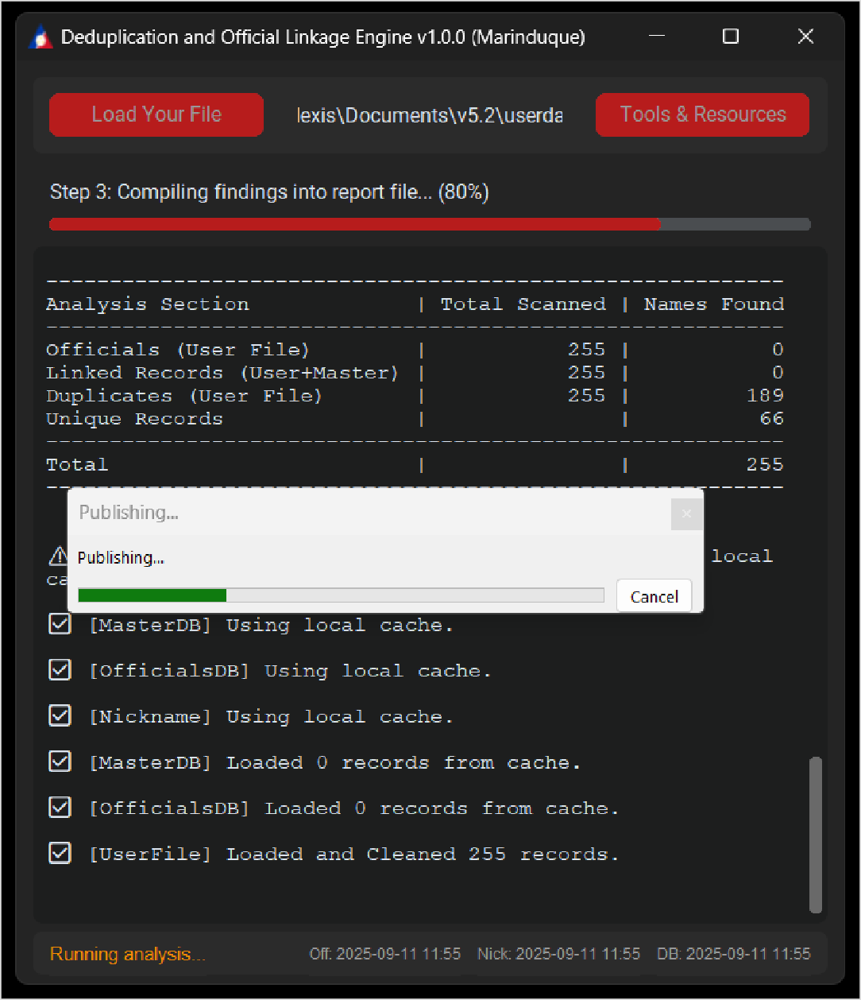 Deduplication and Official Linkage Engine v1.0.0 (Marinduque)
Load Your File lexis\Documents\v5.2\userda Tools & Resources
Step 3: Compiling findings into report file... (80%)
----------------------------------------------------------
Analysis Section | Total Scanned | Names Found
----------------------------------------------------------
Officials (User File) | 255 | 0
Linked Records (User+Master) | 255 | 0
Duplicates (User File) | 255 | 189
Unique Records | | 66
----------------------------------------------------------
Total | | 255
----------------------------------------------------------
Publishing...
Publishing...
local
ca
Cancel
[MasterDB] Using local cache.
[OfficialsDB] Using local cache.
[Nickname] Using local cache.
[MasterDB] Loaded 0 records from cache.
[OfficialsDB] Loaded 0 records from cache.
[UserFile] Loaded and Cleaned 255 records.
Running analysis... Off: 2025-09-11 11:55 Nick: 2025-09-11 11:55 DB: 2025-09-11 11:55